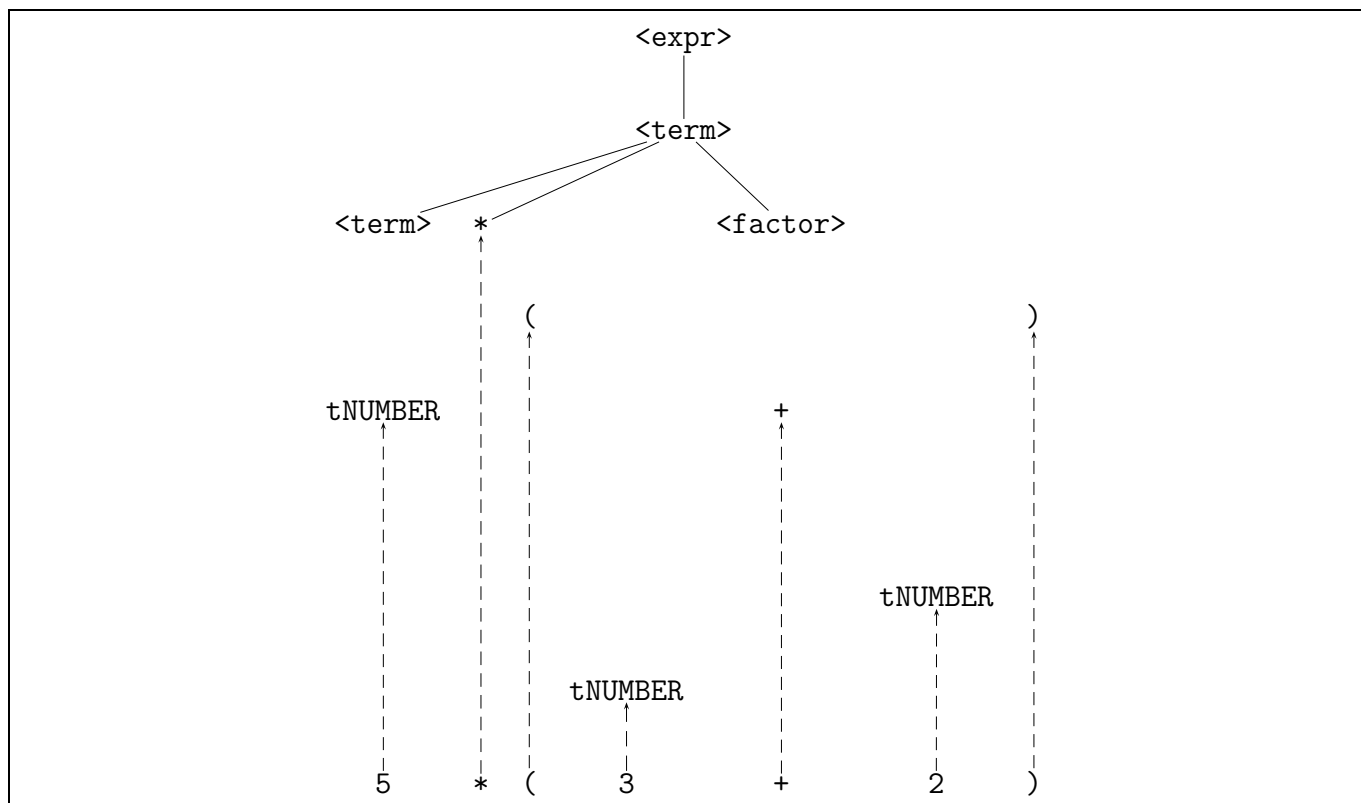 <expr>
<term>
<term> * <factor>
( )
tNUMBER +
tNUMBER
tNUMBER
5 * ( 3 + 2 )